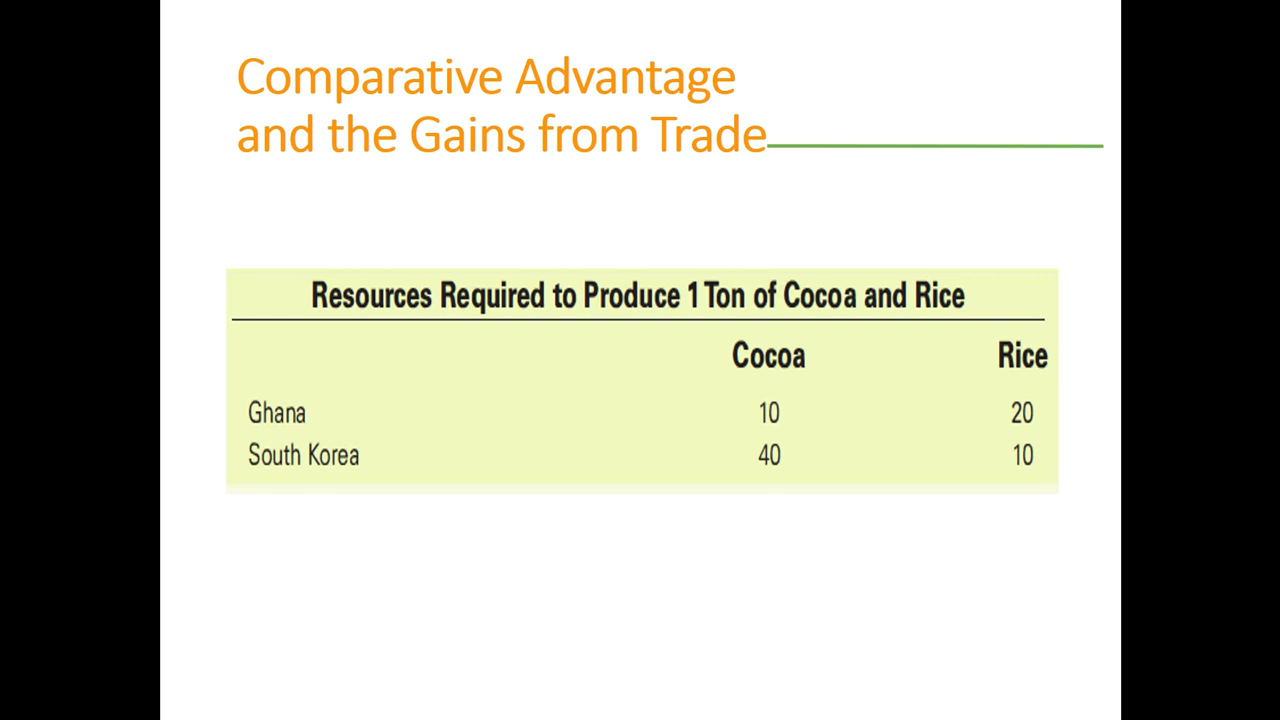 Comparative Advantage
and the Gains from Trade
Resources Required to Produce 1 Ton of Cocoa and Rice
Cocoa Rice
Ghana 10 20
South Korea 40 10